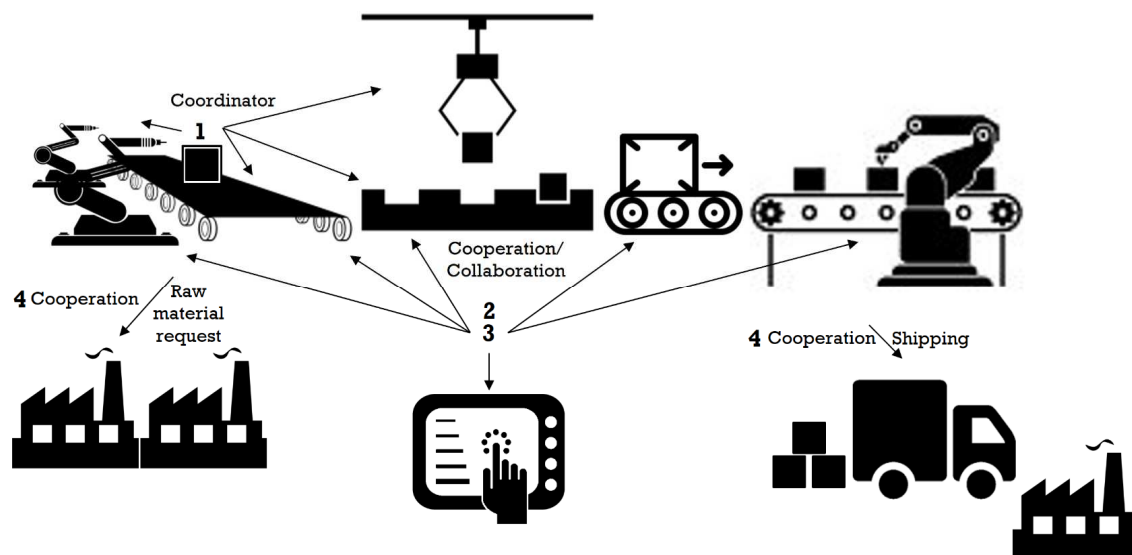 Coordinator
1
Cooperation/
Collaboration
2
3
4 Cooperation
Raw
material
request
4 Cooperation
Shipping